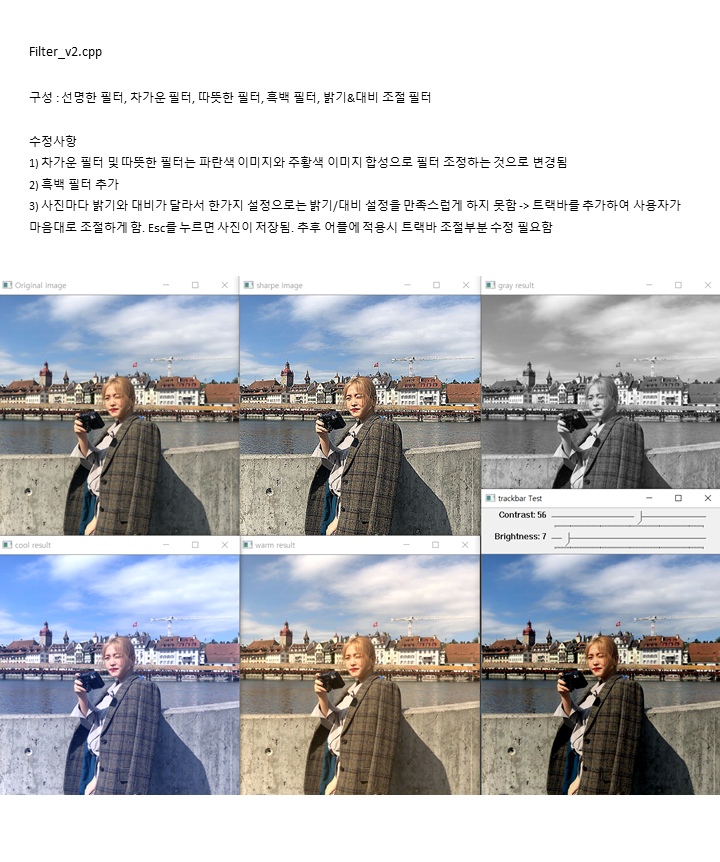 Filter_v2.cpp
구성 : 선명한 필터, 차가운 필터, 따뜻한 필터, 흑백 필터, 밝기&대비 조절 필터
수정사항
1) 차가운 필터 및 따뜻한 필터는 파란색 이미지와 주황색 이미지 합성으로 필터 조정하는 것으로 변경됨
2) 흑백 필터 추가
3) 사진마다 밝기와 대비가 달라서 한가지 설정으로는 밝기/대비 설정을 만족스럽게 하지 못함 -> 트랙바를 추가하여 사용자가
마음대로 조절하게 함. Esc를 누르면 사진이 저장됨. 추후 어플에 적용시 트랙바 조절부분 수정 필요함
Original image
sharpe image
gray result
trackbar Test
Contrast: 56
Brightness: 7
cool result
warm result